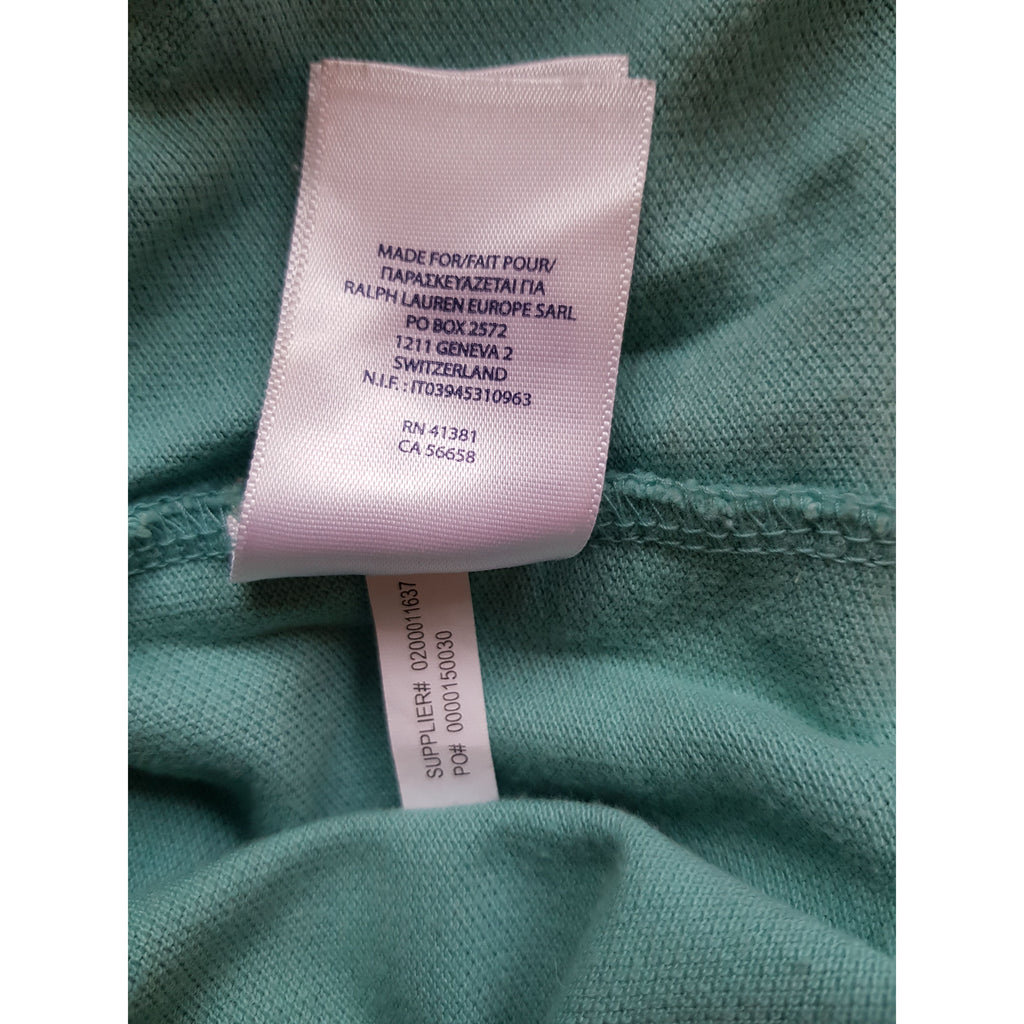 MADE FOR/FAIT POUR/
ΠΑΡΑΣΚΕΥΑΖΕΤΑΙ ΓΙΑ
RALPH LAUREN EUROPE SARL
PO BOX 2572
1211 GENEVA 2
SWITZERLAND
N.I.F. : IT03945310963
RN 41381
CA 56658
SUPPLIER# 0200011637
PO# 0000150030